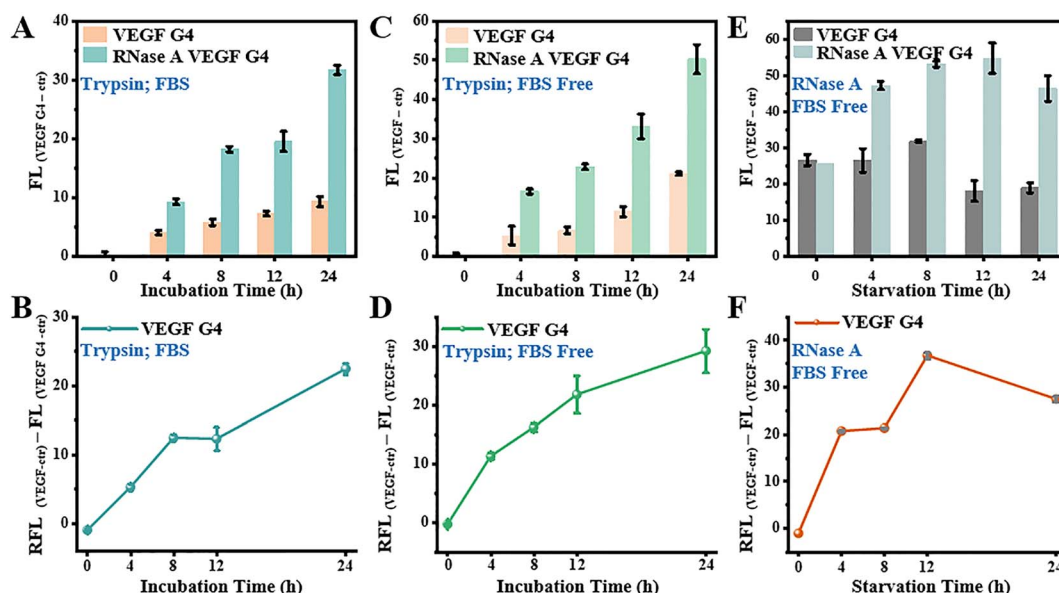 A
VEGF G4
RNase A VEGF G4
Trypsin; FBS
FL (VEGF G4 – ctr)
40
30
20
10
0
0 4 8 12 24
Incubation Time (h)
C
VEGF G4
RNase A VEGF G4
Trypsin; FBS Free
FL (VEGF – ctr)
60
50
40
30
20
10
0
0 4 8 12 24
Incubation Time (h)
E
VEGF G4
RNase A VEGF G4
RNase A
FBS Free
FL (VEGF – ctr)
60
50
40
30
20
10
00
0 4 8 12 24
Starvation Time (h)
B
VEGF G4
Trypsin; FBS
RFL (VEGF-ctr) – FL (VEGF G4 -ctr)
30
20
10
0
0 4 8 12 24
Incubation Time (h)
D
VEGF G4
Trypsin; FBS Free
RFL (VEGF-ctr) – FL (VEGF-ctr)
30
20
10
0
0 4 8 12 24
Incubation Time (h)
F
VEGF G4
RNase A
FBS Free
RFL (VEGF-ctr) – FL (VEGF-ctr)
40
30
20
10
0
0 4 8 12 24
Starvation Time (h)